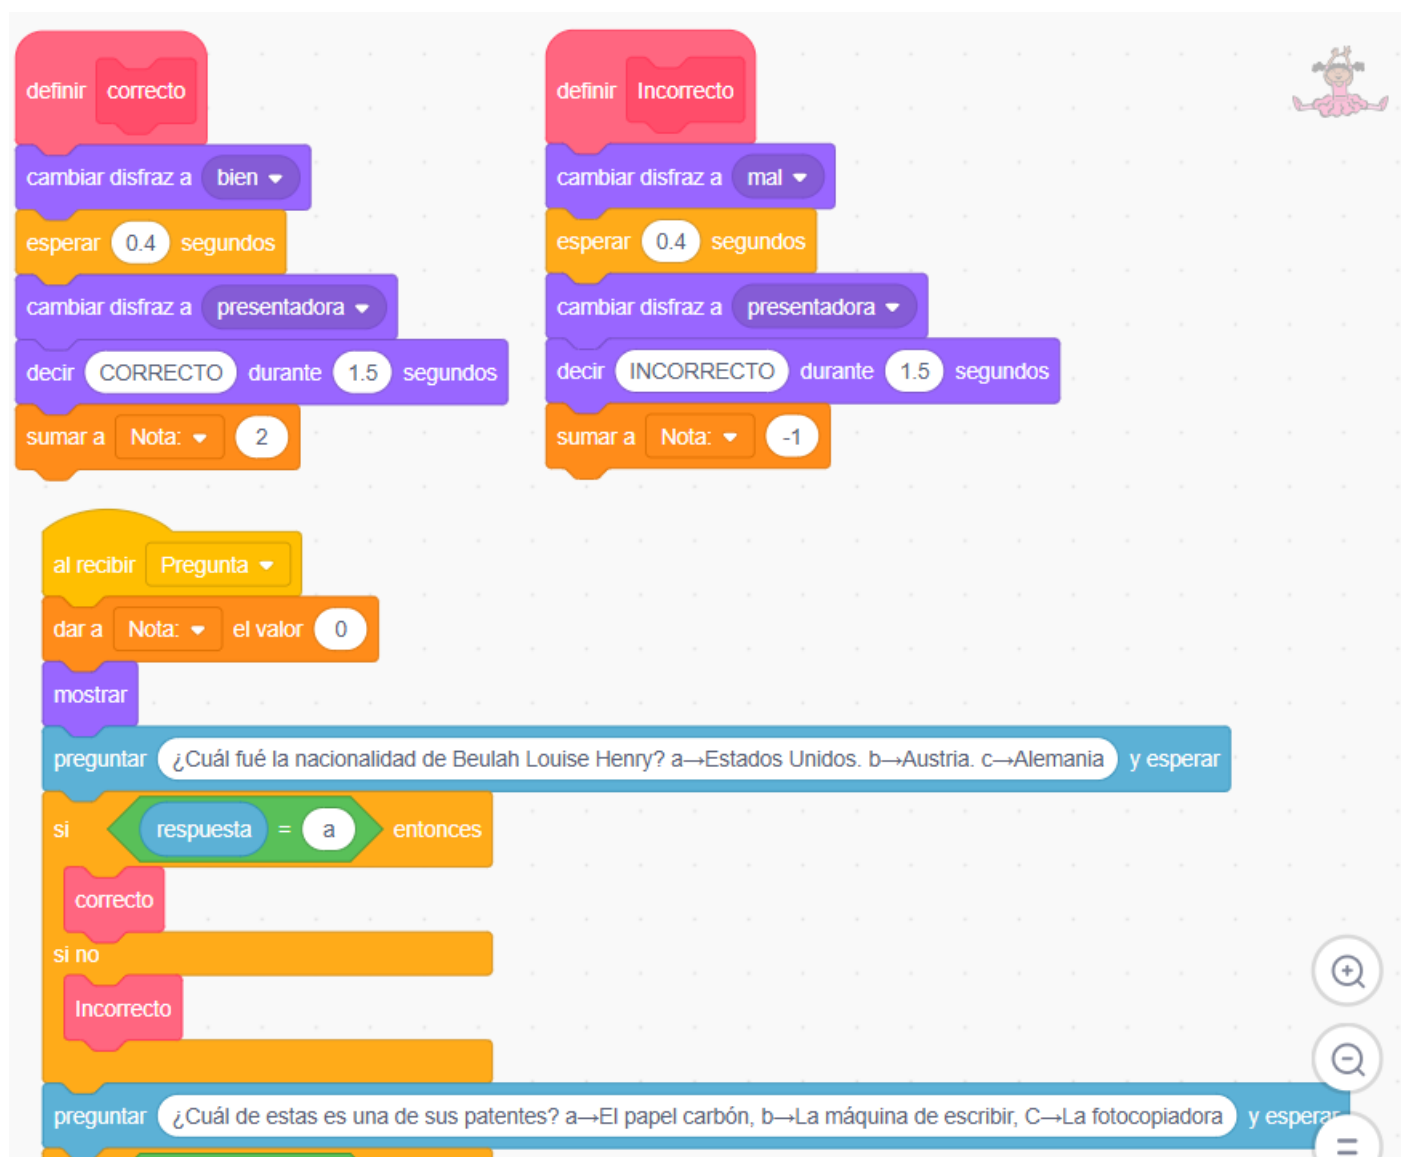 definir correcto
cambiar disfraz a bien
esperar 0.4 segundos
cambiar disfraz a presentadora
decir CORRECTO durante 1.5 segundos
sumar a Nota: 2
definir Incorrecto
cambiar disfraz a mal
esperar 0.4 segundos
cambiar disfraz a presentadora
decir INCORRECTO durante 1.5 segundos
sumar a Nota: -1
al recibir Pregunta
dar a Nota: el valor 0
mostrar
preguntar ¿Cuál fué la nacionalidad de Beulah Louise Henry? a→Estados Unidos. b→Austria. c→Alemania y esperar
si respuesta = a entonces
correcto
si no
Incorrecto
preguntar ¿Cuál de estas es una de sus patentes? a→El papel carbón, b→La máquina de escribir, C→La fotocopiadora y esperar